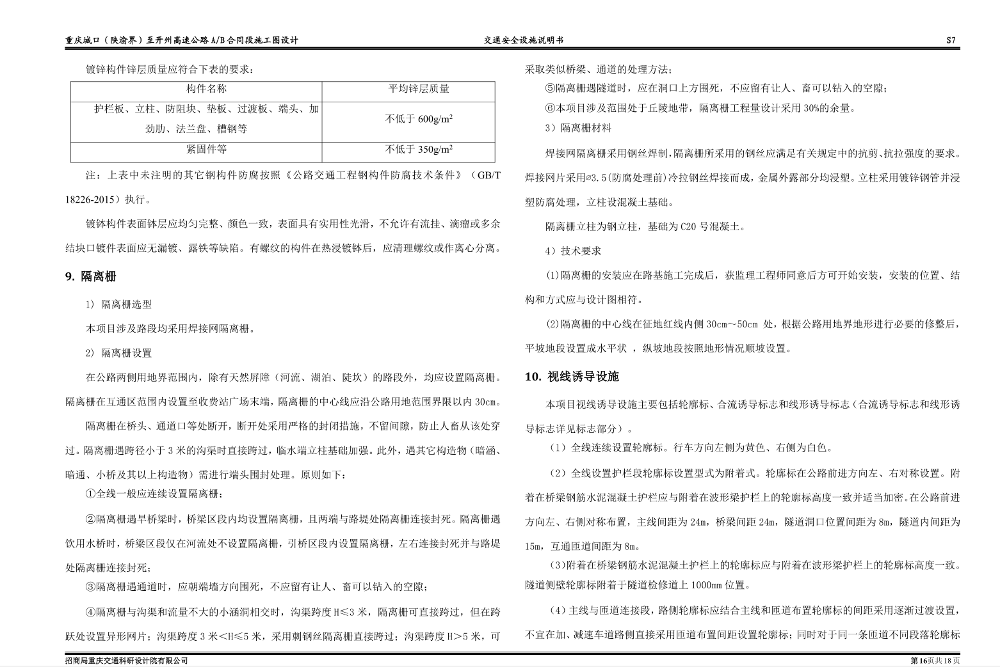 重庆城口（陕渝界）至开州高速公路 A/B 合同段施工图设计
交通安全设施说明书
S7
镀锌构件锌层质量应符合下表的要求：
构件名称
平均锌层质量
护栏板、立柱、防阻块、垫板、过渡板、端头、加
劲肋、法兰盘、槽钢等
不低于 600g/m²
紧固件等
不低于 350g/m²
注：上表中未注明的其它钢构件防腐按照《公路交通工程钢构件防腐技术条件》（GB/T
18226-2015）执行。
镀钵构件表面钵层应均匀完整、颜色一致，表面具有实用性光滑，不允许有流挂、滴瘤或多余
结块口镀件表面应无漏镀、露铁等缺陷。有螺纹的构件在热浸镀钵后，应清理螺纹或作离心分离。
9. 隔离栅
1) 隔离栅选型
本项目涉及路段均采用焊接网隔离栅。
2) 隔离栅设置
在公路两侧用地界范围内，除有天然屏障（河流、湖泊、陡坎）的路段外，均应设置隔离栅。
隔离栅在互通区范围内设置至收费站广场末端，隔离栅的中心线应沿公路用地范围界限以内 30cm。
隔离栅在桥头、通道口等处断开，断开处采用严格的封闭措施，不留间隙，防止人畜从该处穿
过。隔离栅遇跨径小于 3 米的沟渠时直接跨过，临水端立柱基础加强。此外，遇其它构造物（暗涵、
暗通、小桥及其以上构造物）需进行端头围封处理。原则如下：
①全线一般应连续设置隔离栅；
②隔离栅遇旱桥梁时，桥梁区段内均设置隔离栅，且两端与路堤处隔离栅连接封死。隔离栅遇
饮用水桥时，桥梁区段仅在河流处不设置隔离栅，引桥区段内设置隔离栅，左右连接封死并与路堤
处隔离栅连接封死；
③隔离栅遇通道时，应朝端墙方向围死，不应留有让人、畜可以钻入的空隙；
④隔离栅与沟渠和流量不大的小涵洞相交时，沟渠跨度 H≤3 米，隔离栅可直接跨过，但在跨
跃处设置异形网片；沟渠跨度 3 米＜H≤5 米，采用刺钢丝隔离栅直接跨过；沟渠跨度 H＞5 米，可
采取类似桥梁、通道的处理方法；
⑤隔离栅遇隧道时，应在洞口上方围死，不应留有让人、畜可以钻入的空隙；
⑥本项目涉及范围处于丘陵地带，隔离栅工程量设计采用 30%的余量。
3）隔离栅材料
焊接网隔离栅采用钢丝焊制，隔离栅所采用的钢丝应满足有关规定中的抗剪、抗拉强度的要求。
焊接网片采用∅3.5(防腐处理前)冷拉钢丝焊接而成，金属外露部分均浸塑。立柱采用镀锌钢管并浸
塑防腐处理，立柱设混凝土基础。
隔离栅立柱为钢立柱，基础为 C20 号混凝土。
4）技术要求
(1)隔离栅的安装应在路基施工完成后，获监理工程师同意后方可开始安装，安装的位置、结
构和方式应与设计图相符。
(2)隔离栅的中心线在征地红线内侧 30cm～50cm 处，根据公路用地界地形进行必要的修整后，
平坡地段设置成水平状 ，纵坡地段按照地形情况顺坡设置。
10. 视线诱导设施
本项目视线诱导设施主要包括轮廓标、合流诱导标志和线形诱导标志（合流诱导标志和线形诱
导标志详见标志部分）。
（1）全线连续设置轮廓标。行车方向左侧为黄色、右侧为白色。
（2）全线设置护栏段轮廓标设置型式为附着式。轮廓标在公路前进方向左、右对称设置。附
着在桥梁钢筋水泥混凝土护栏应与附着在波形梁护栏上的轮廓标高度一致并适当加密。在公路前进
方向左、右侧对称布置，主线间距为 24m，桥梁间距 24m，隧道洞口位置间距为 8m，隧道内间距为
15m，互通匝道间距为 8m。
（3）附着在桥梁钢筋水泥混凝土护栏上的轮廓标应与附着在波形梁护栏上的轮廓标高度一致。
隧道侧壁轮廓标附着于隧道检修道上 1000mm 位置。
（4）主线与匝道连接段，路侧轮廓标应结合主线和匝道布置轮廓标的间距采用逐渐过渡设置，
不宜在加、减速车道路侧直接采用匝道布置间距设置轮廓标；同时对于同一条匝道不同段落轮廓标
招商局重庆交通科研设计院有限公司
第 16页共 18 页